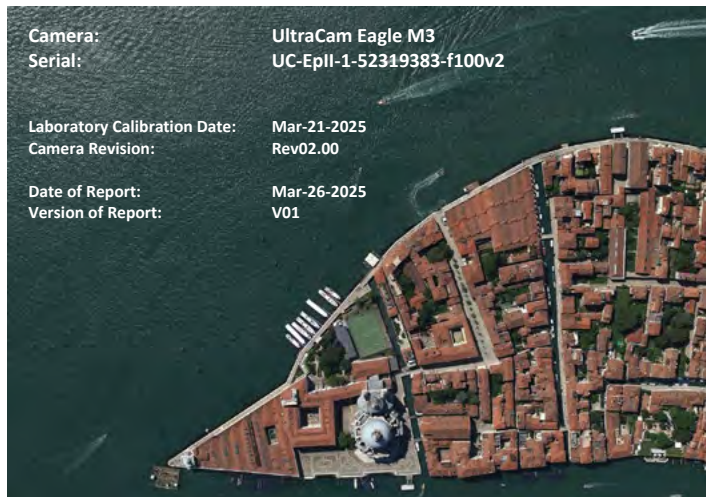 Camera: UltraCam Eagle M3
Serial: UC-EpII-1-52319383-f100v2
Laboratory Calibration Date: Mar-21-2025
Camera Revision: Rev02.00
Date of Report: Mar-26-2025
Version of Report: V01